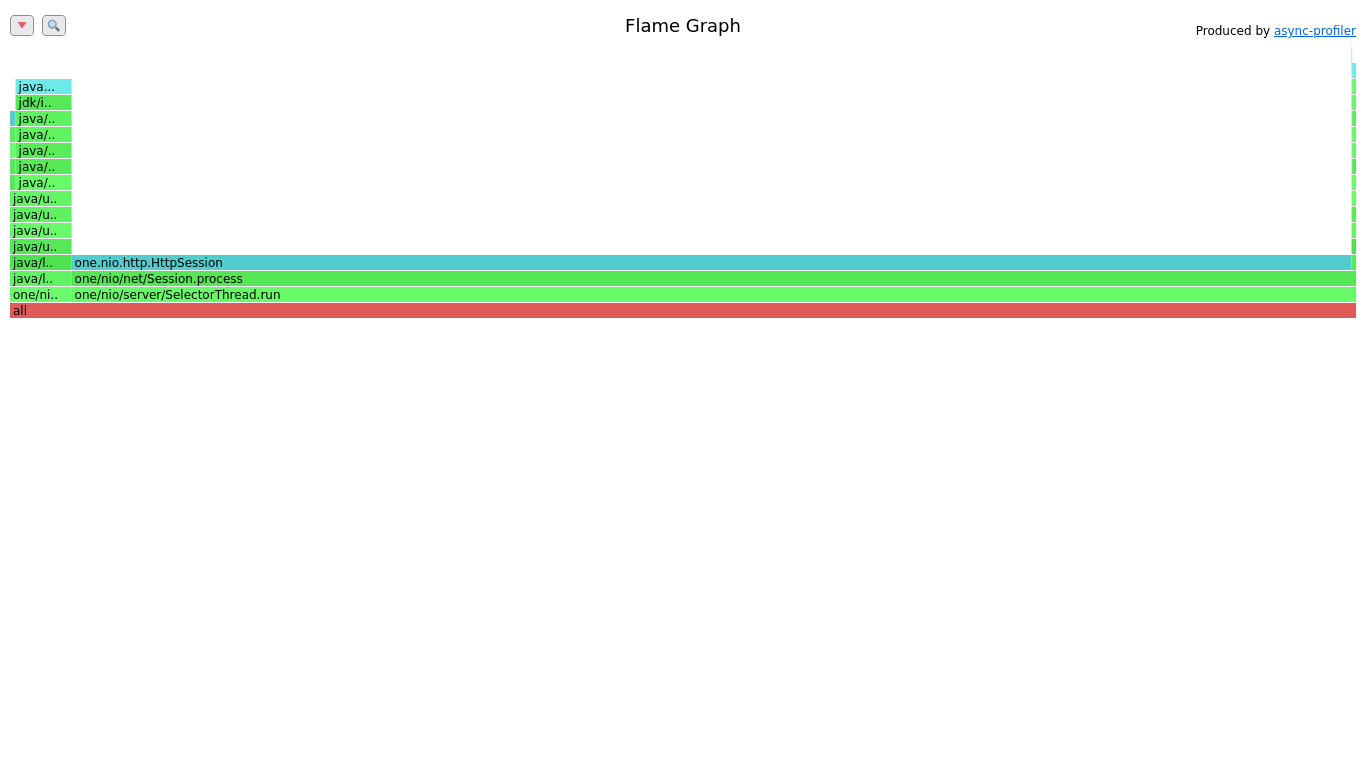 Flame Graph
Produced by async-profiler
java...
jdk/i..
java/..
java/..
java/..
java/..
java/..
java/u..
java/u..
java/u..
java/u..
java/l.. one.nio.http.HttpSession
java/l.. one/nio/net/Session.process
one/ni.. one/nio/server/SelectorThread.run
all